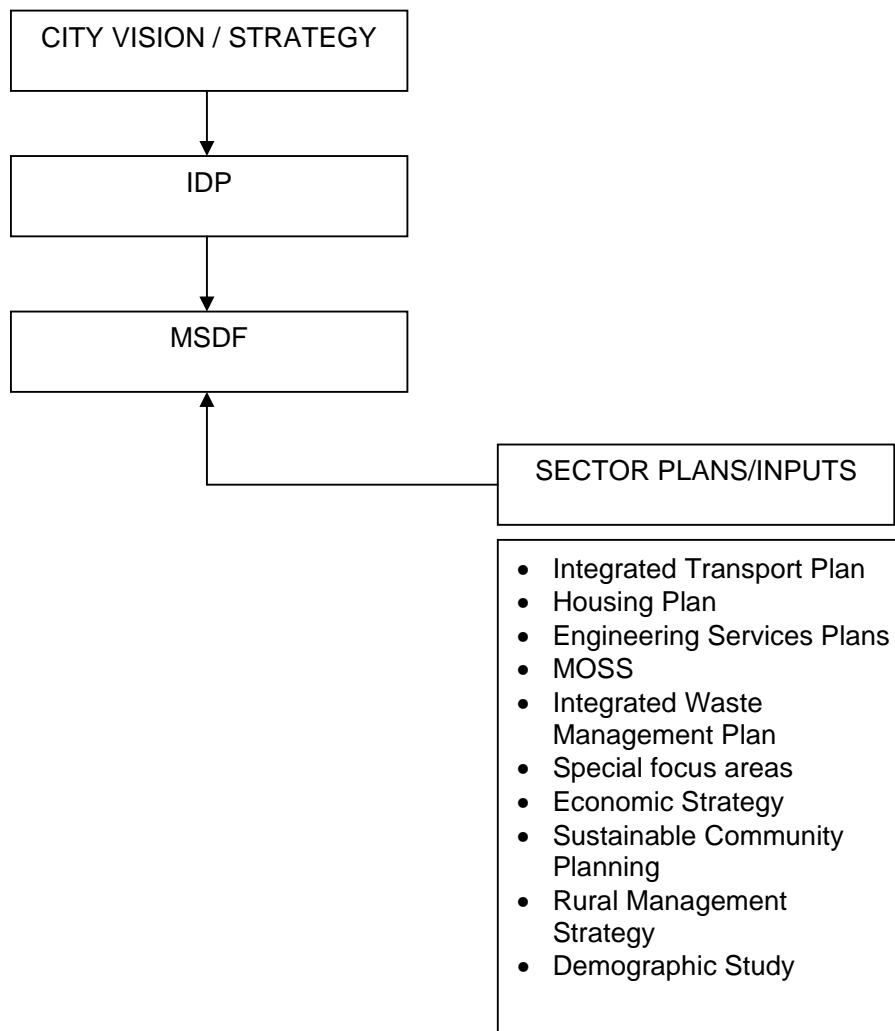 CITY VISION / STRATEGY
IDP
MSDF
SECTOR PLANS/INPUTS
• Integrated Transport Plan
• Housing Plan
• Engineering Services Plans
• MOSS
• Integrated Waste
Management Plan
• Special focus areas
• Economic Strategy
• Sustainable Community
Planning
• Rural Management
Strategy
• Demographic Study